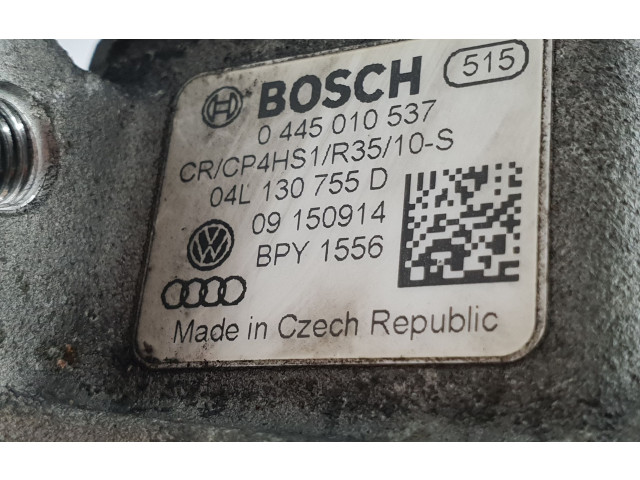 BOSCH 515
0 445 010 537
CR/CP4HS1/R35/10-S
04L 130 755 D
09 150914
BPY 1556
Made in Czech Republic